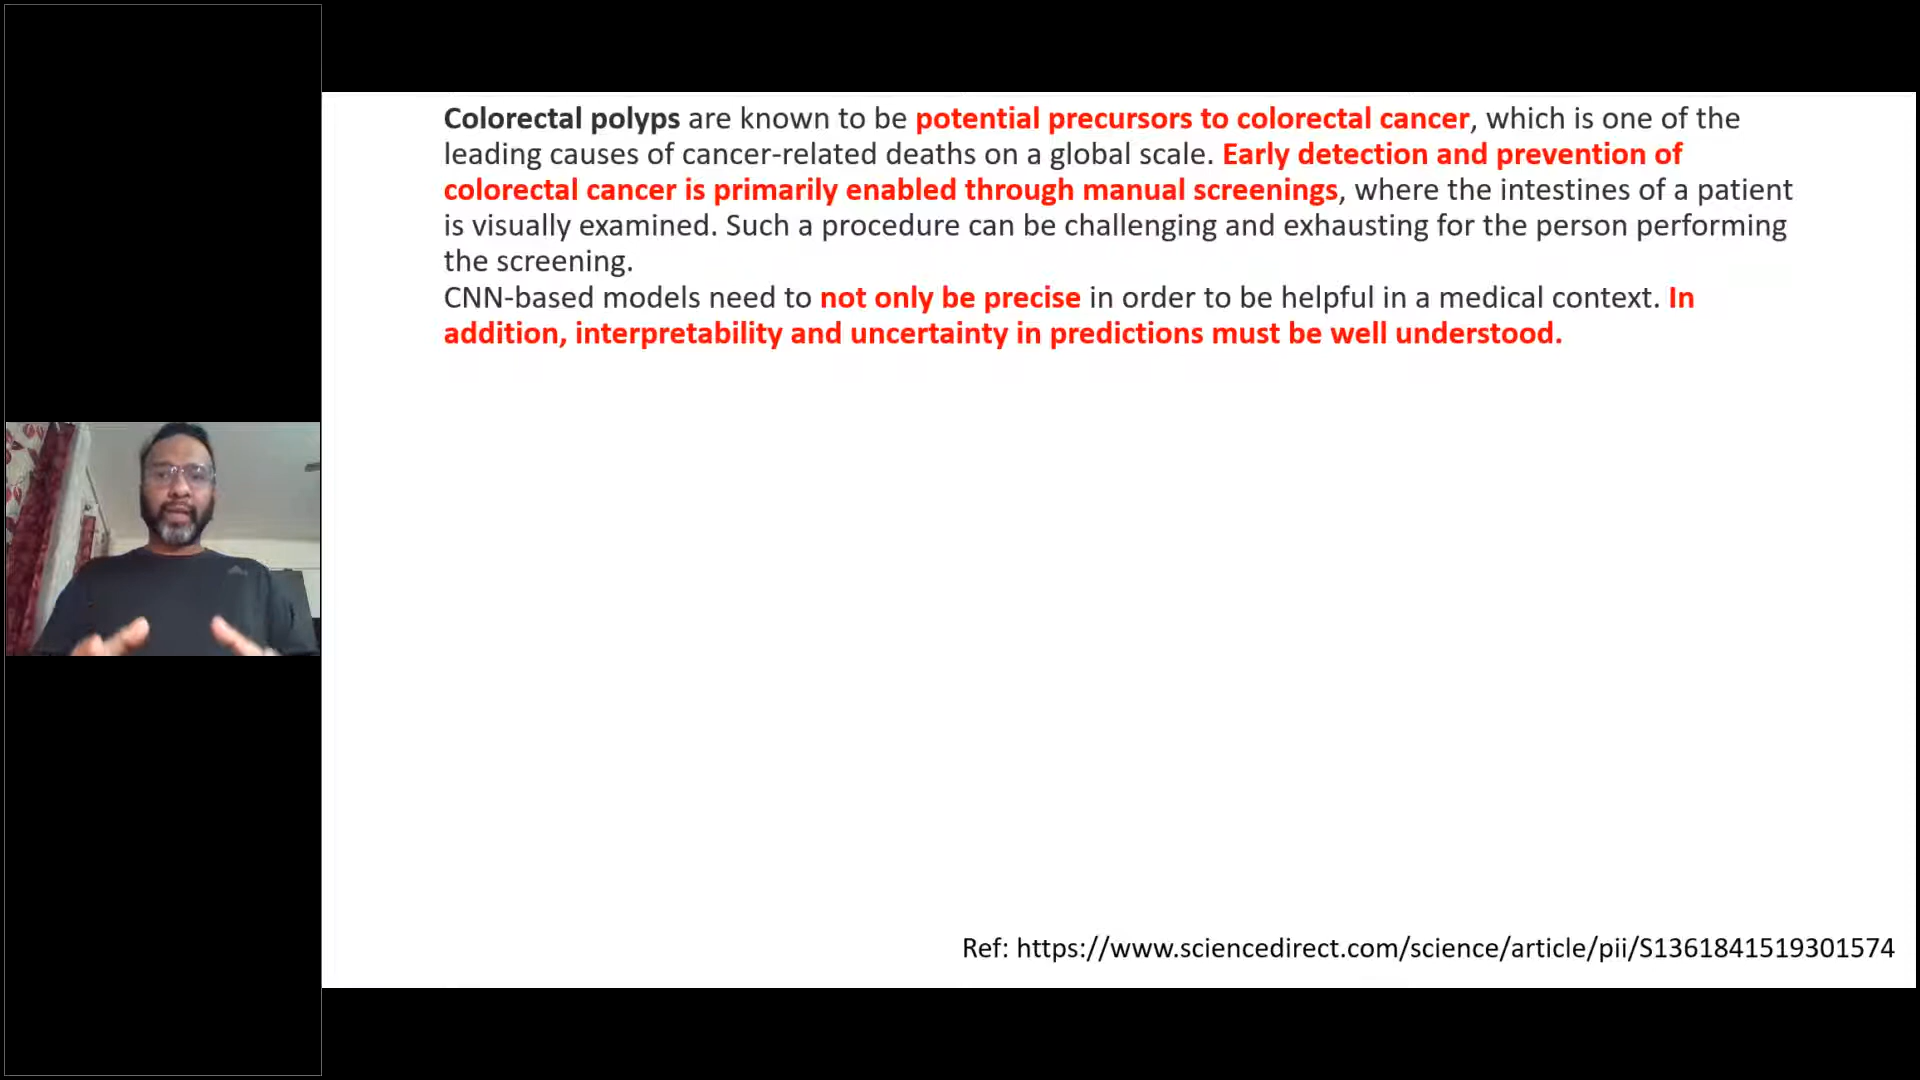 Colorectal polyps are known to be potential precursors to colorectal cancer, which is one of the
leading causes of cancer-related deaths on a global scale. Early detection and prevention of
colorectal cancer is primarily enabled through manual screenings, where the intestines of a patient
is visually examined. Such a procedure can be challenging and exhausting for the person performing
the screening.
CNN-based models need to not only be precise in order to be helpful in a medical context. In
addition, interpretability and uncertainty in predictions must be well understood.
Ref: https://www.sciencedirect.com/science/article/pii/S1361841519301574